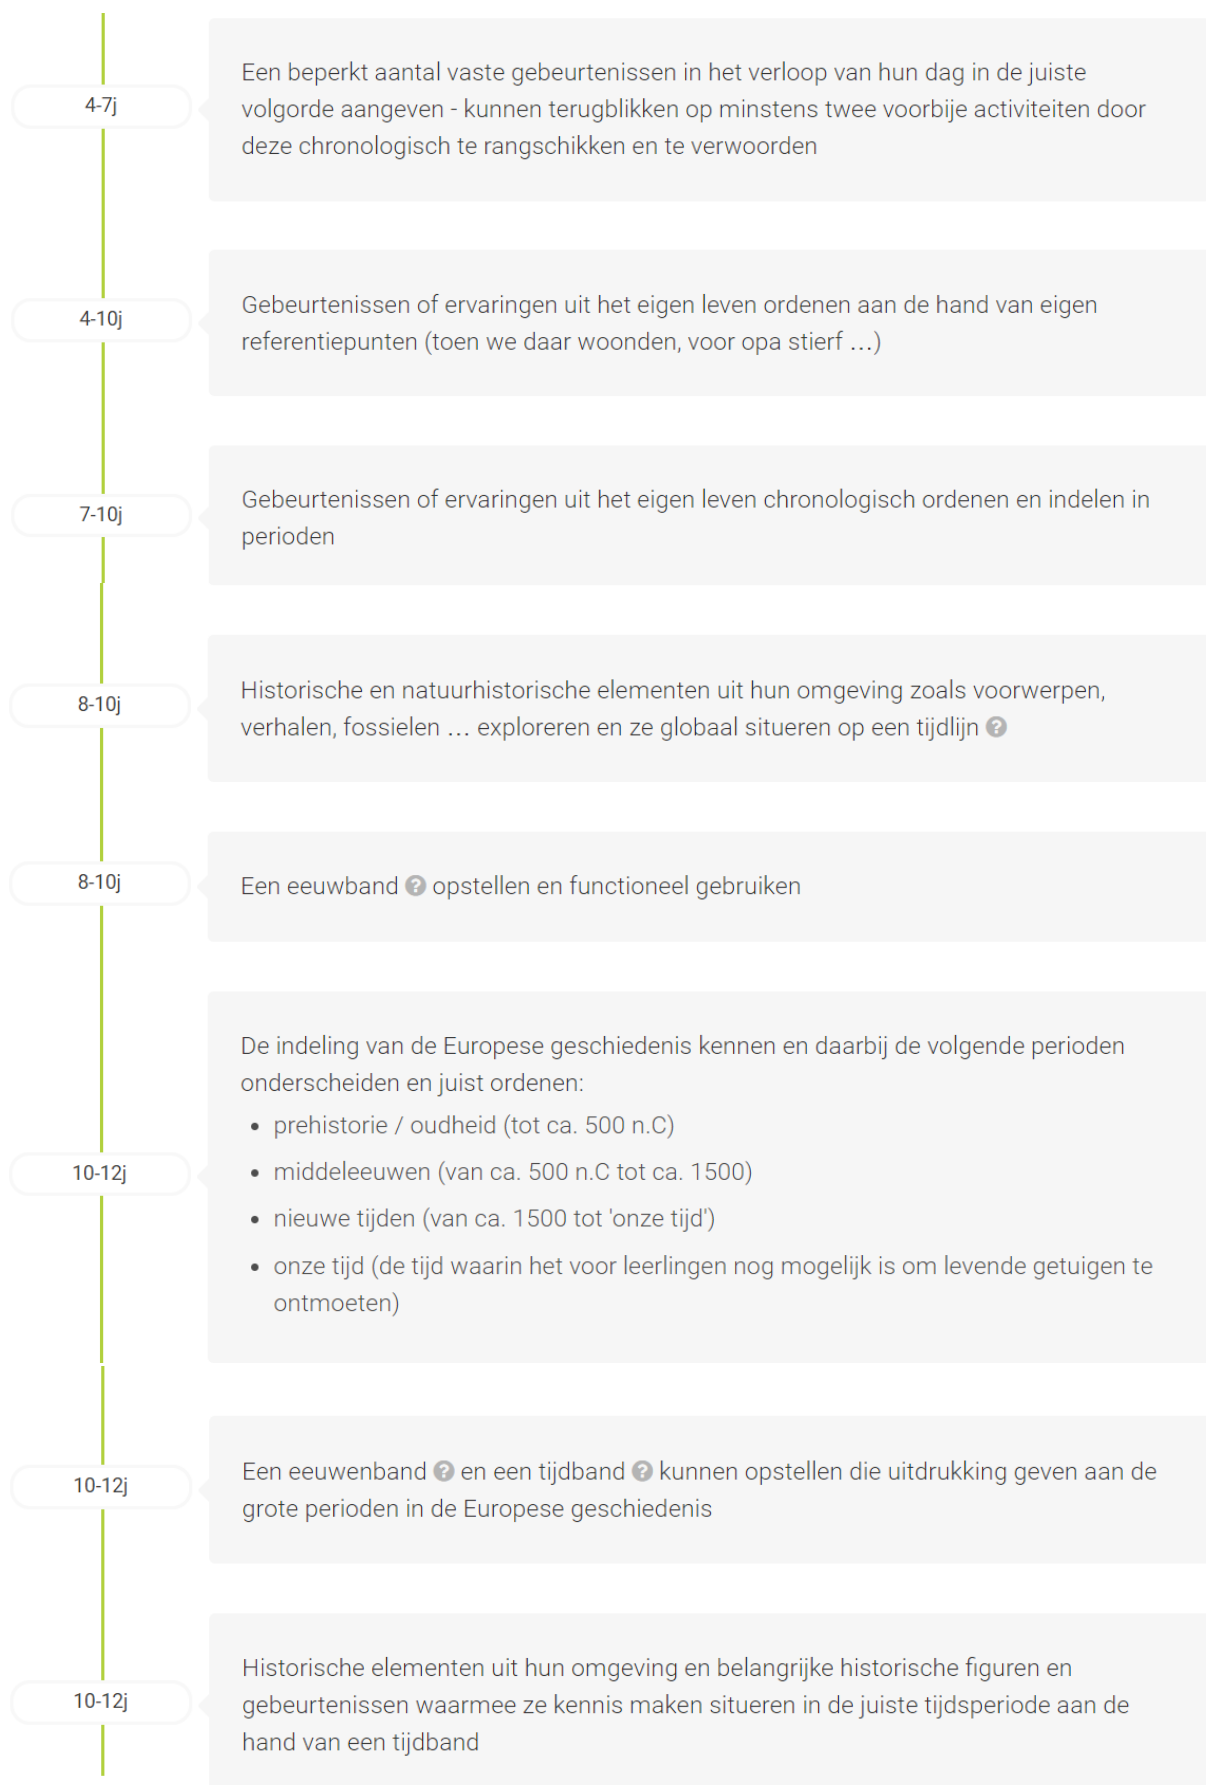 4-7j
Een beperkt aantal vaste gebeurtenissen in het verloop van hun dag in de juiste
volgorde aangeven - kunnen terugblikken op minstens twee voorbije activiteiten door
deze chronologisch te rangschikken en te verwoorden
4-10j
Gebeurtenissen of ervaringen uit het eigen leven ordenen aan de hand van eigen
referentiepunten (toen we daar woonden, voor opa stierf ...)
7-10j
Gebeurtenissen of ervaringen uit het eigen leven chronologisch ordenen en indelen in
perioden
8-10j
Historische en natuurhistorische elementen uit hun omgeving zoals voorwerpen,
verhalen, fossielen ... exploreren en ze globaal situeren op een tijdlijn ?
8-10j
Een eeuwband ? opstellen en functioneel gebruiken
10-12j
De indeling van de Europese geschiedenis kennen en daarbij de volgende perioden
onderscheiden en juist ordenen:
• prehistorie / oudheid (tot ca. 500 n.C)
• middeleeuwen (van ca. 500 n.C tot ca. 1500)
• nieuwe tijden (van ca. 1500 tot 'onze tijd')
• onze tijd (de tijd waarin het voor leerlingen nog mogelijk is om levende getuigen te
ontmoeten)
10-12j
Een eeuwenband ? en een tijdband ? kunnen opstellen die uitdrukking geven aan de
grote perioden in de Europese geschiedenis
10-12j
Historische elementen uit hun omgeving en belangrijke historische figuren en
gebeurtenissen waarmee ze kennis maken situeren in de juiste tijdsperiode aan de
hand van een tijdband